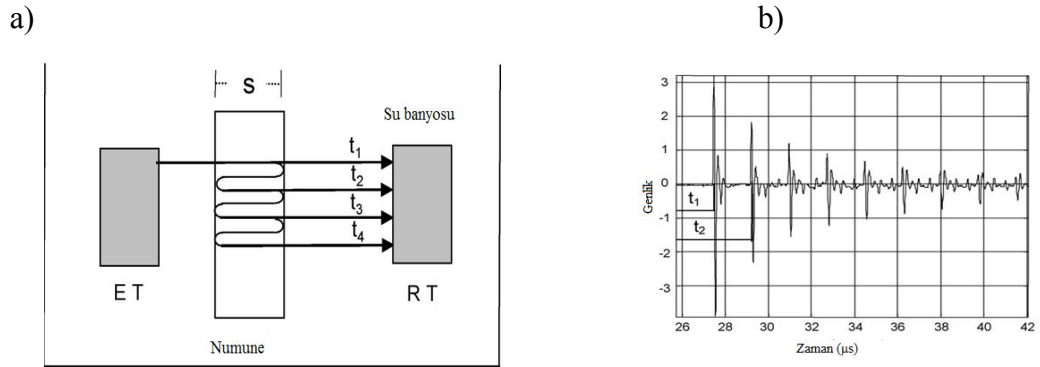 a)
b)
S
Su banyosu
t₁
t₂
t₃
t₄
E T
R T
Numune
3
2
1
0
-1
-2
-3
Genlik
t₁
t₂
26 28 30 32 34 36 38 40 42
Zaman (μs)